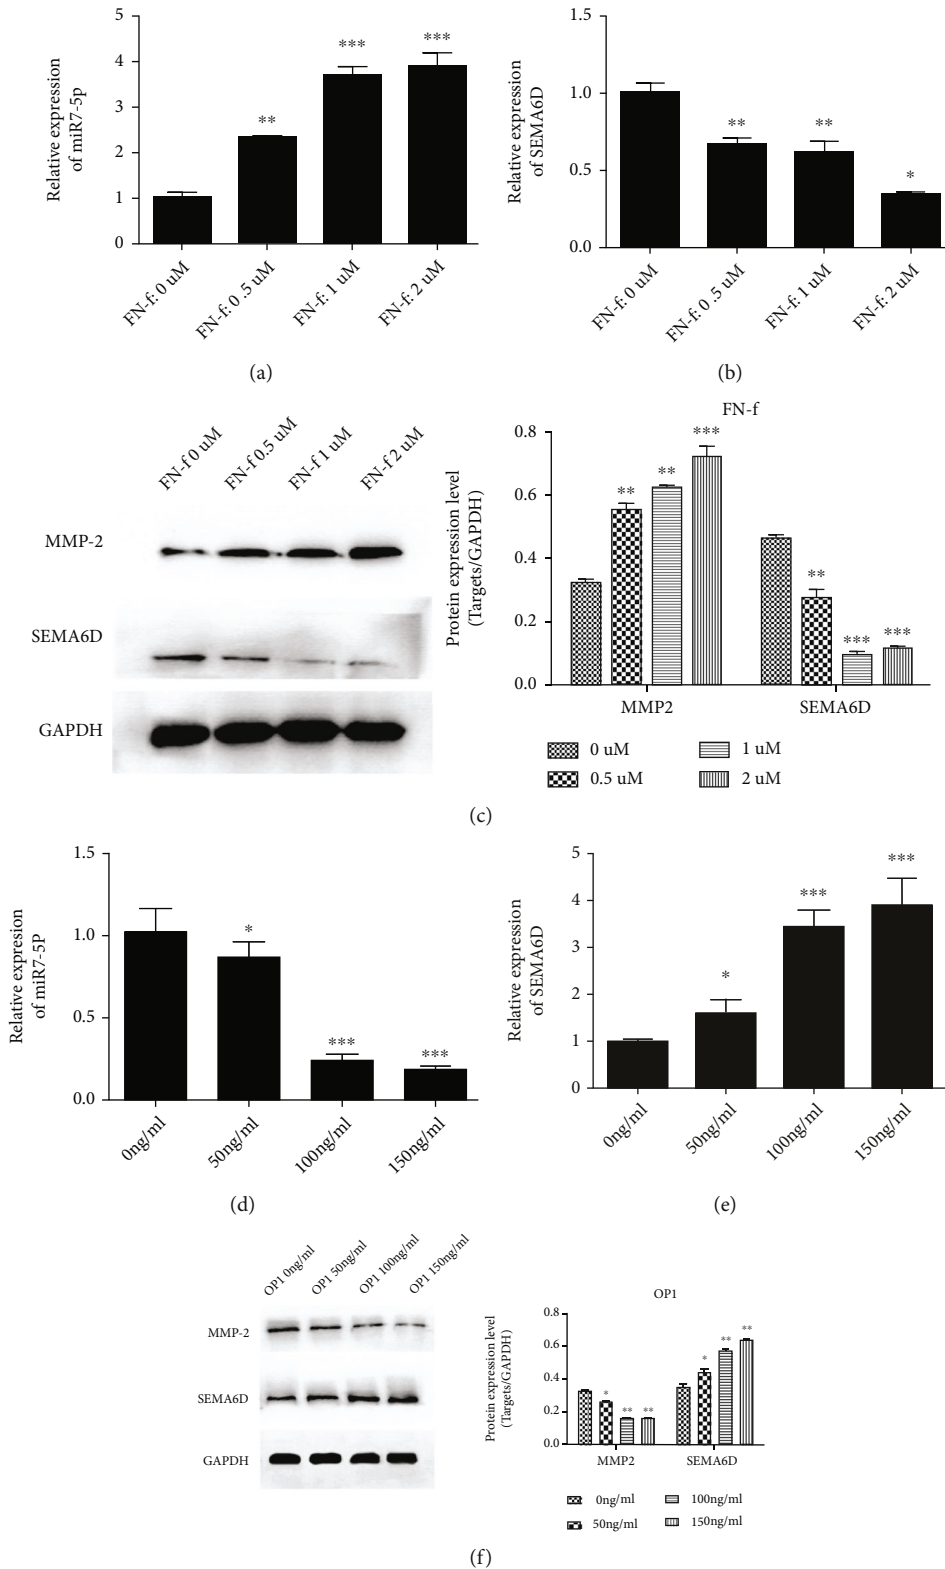 Relative expression
of miR7-5p
5
4
3
2
1
0
**
***
***
FN-f: 0 uM
FN-f: 0 .5 uM
FN-f: 1 uM
FN-f: 2 uM
(a)
Relative expression
of SEMA6D
1.5
1.0
0.5
0.0
**
**
*
FN-f: 0 uM
FN-f: 0 .5 uM
FN-f: 1 uM
FN-f: 2 uM
(b)
FN-f 0 uM
FN-f 0.5 uM
FN-f 1 uM
FN-f 2 uM
MMP-2
SEMA6D
GAPDH
FN-f
Protein expression level
(Targets/GAPDH)
0.8
0.6
0.4
0.2
0.0
**
**
***
**
***
***
MMP2
SEMA6D
0 uM
1 uM
0.5 uM
2 uM
(c)
Relative expression
of miR7-5P
1.5
1.0
0.5
0.0
*
***
***
0ng/ml
50ng/ml
100ng/ml
150ng/ml
(d)
Relative expression
of SEMA6D
5
4
3
2
1
0
*
***
***
0ng/ml
50ng/ml
100ng/ml
150ng/ml
(e)
OP1 0ng/ml
OP1 50ng/ml
OP1 100ng/ml
OP1 150ng/ml
MMP-2
SEMA6D
GAPDH
OP1
Protein expression level
(Targets/GAPDH)
0.8
0.6
0.4
0.2
0.0
*
**
**
*
**
**
MMP2
SEMA6D
0ng/ml
100ng/ml
50ng/ml
150ng/ml
(f)